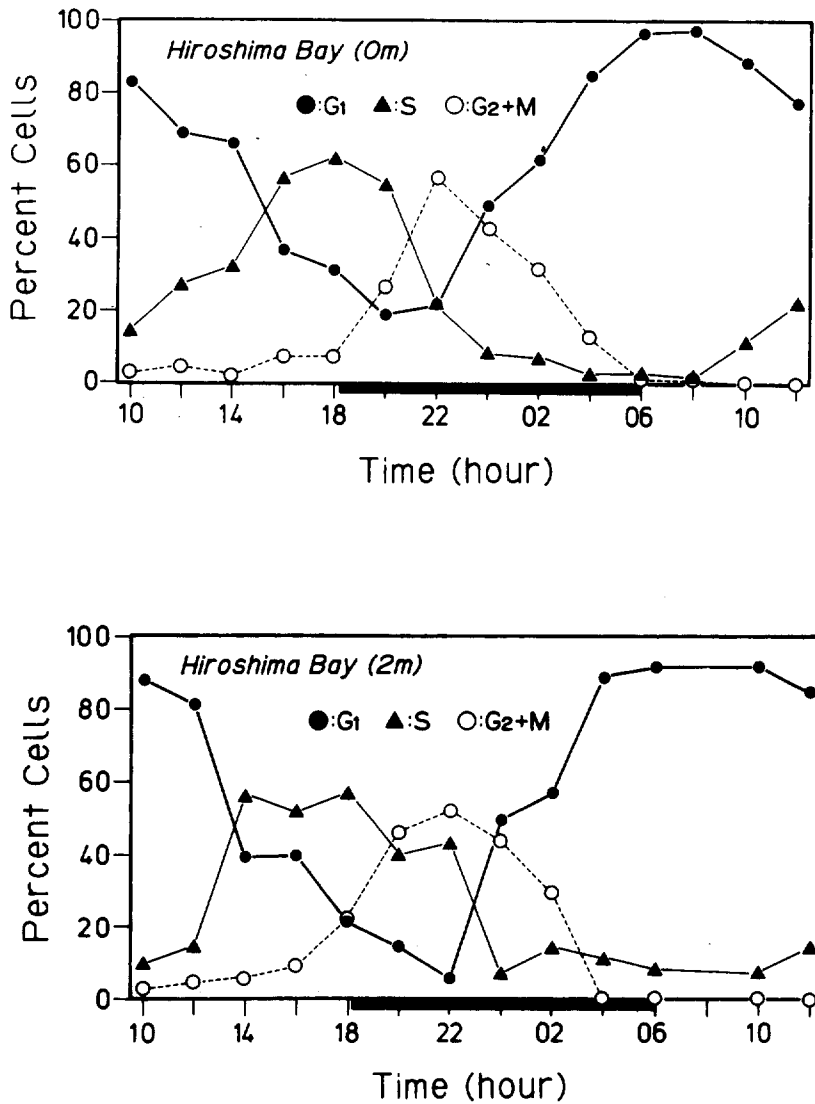 100
80
60
40
20
0
Percent Cells
Hiroshima Bay (0m)
●:G1 ▲:S ○:G2+M
10 14 18 22 02 06 10
Time (hour)
100
80
60
40
20
0
Percent Cells
Hiroshima Bay (2m)
●:G1 ▲:S ○:G2+M
10 14 18 22 02 06 10
Time (hour)